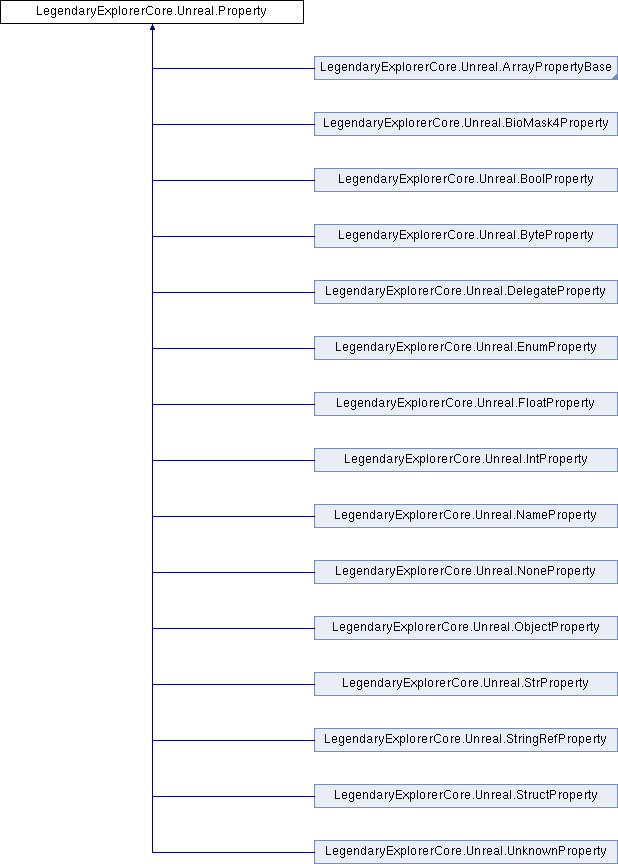 LegendaryExplorerCore.Unreal.Property
LegendaryExplorerCore.Unreal.ArrayPropertyBase
LegendaryExplorerCore.Unreal.BioMask4Property
LegendaryExplorerCore.Unreal.BoolProperty
LegendaryExplorerCore.Unreal.ByteProperty
LegendaryExplorerCore.Unreal.DelegateProperty
LegendaryExplorerCore.Unreal.EnumProperty
LegendaryExplorerCore.Unreal.FloatProperty
LegendaryExplorerCore.Unreal.IntProperty
LegendaryExplorerCore.Unreal.NameProperty
LegendaryExplorerCore.Unreal.NoneProperty
LegendaryExplorerCore.Unreal.ObjectProperty
LegendaryExplorerCore.Unreal.StrProperty
LegendaryExplorerCore.Unreal.StringRefProperty
LegendaryExplorerCore.Unreal.StructProperty
LegendaryExplorerCore.Unreal.UnknownProperty